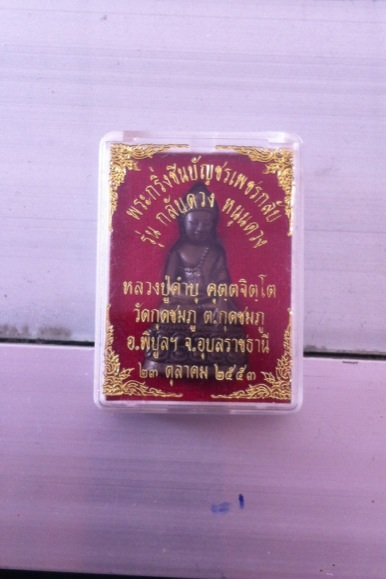 พระกริ่งชินบัญชรเพชรกลับ
รุ่น กลับดวง หนุนดวง
หลวงปู่คำบุ คุตตจิตโต
วัดกุดชมภู ต.กุดชมภู
อ.พิบูลฯ จ.อุบลราชธานี
๒๓ ตุลาคม ๒๕๕๓